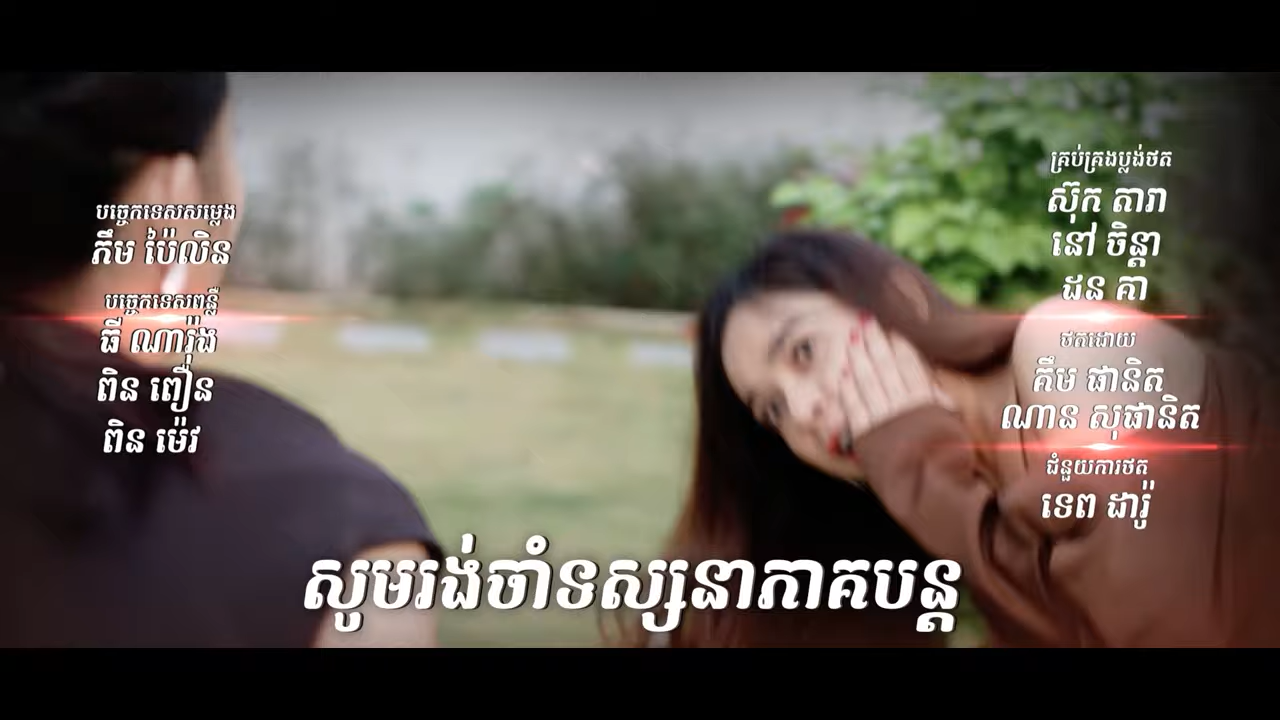 បច្ចេកទេសសម្លេង
ភឹម ប៉ៃលិន
បច្ចេកទេសពន្លឺ
ធី ណារ៉ុង
ពិន ពឿន
ពិន ម៉េវ
គ្រប់គ្រងប្លង់ថត
ស៊ុក តារា
នៅ ចិន្តា
ដន គា
ថតដោយ
គឹម ផានិត
ណាន សុផានិត
ជំនួយការថត
ទេព ដារ៉ូ
សូមរង់ចាំទស្សនាភាគបន្ត